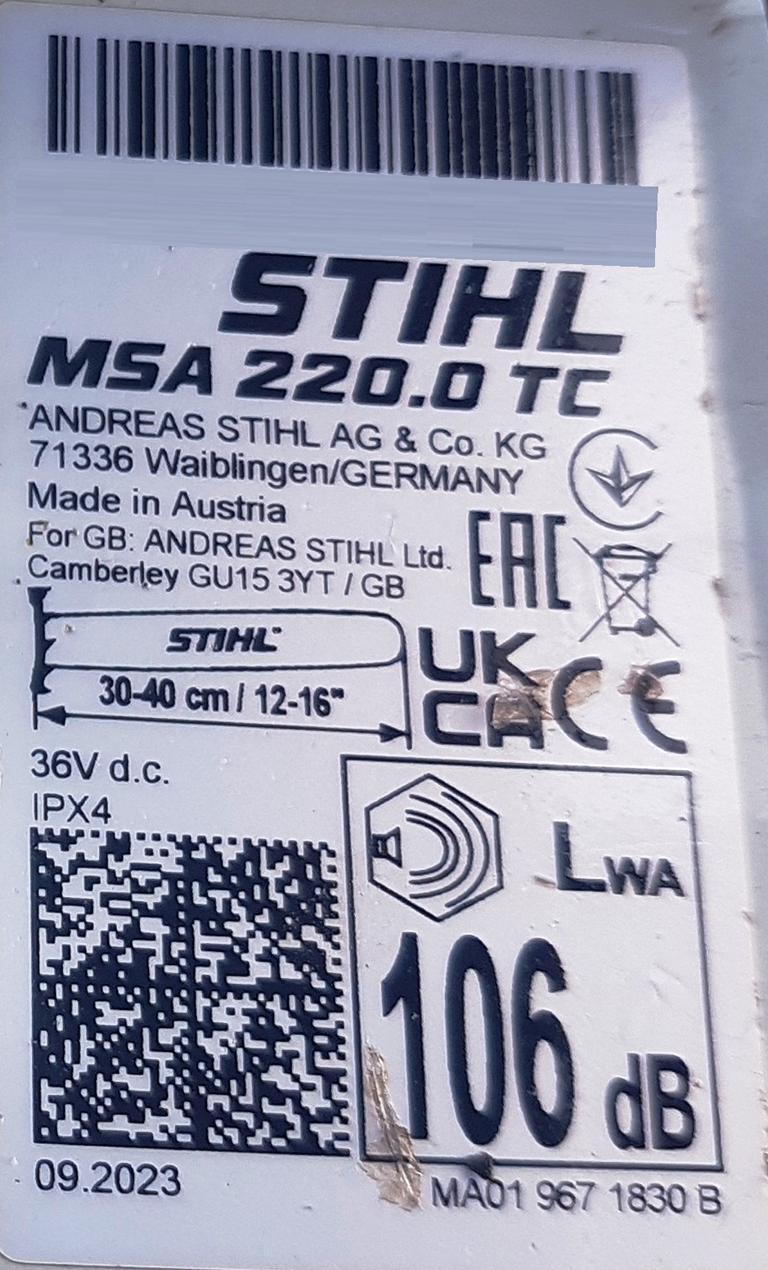 STIHL
MSA 220.0 TC
ANDREAS STIHL AG & Co. KG
71336 Waiblingen/GERMANY
Made in Austria
For GB: ANDREAS STIHL Ltd.
Camberley GU15 3YT / GB
EAC
STIHL
30-40 cm / 12-16"
UK
CA CE
36V d.c.
IPX4
LWA
106 dB
09.2023
MA01 967 1830 B